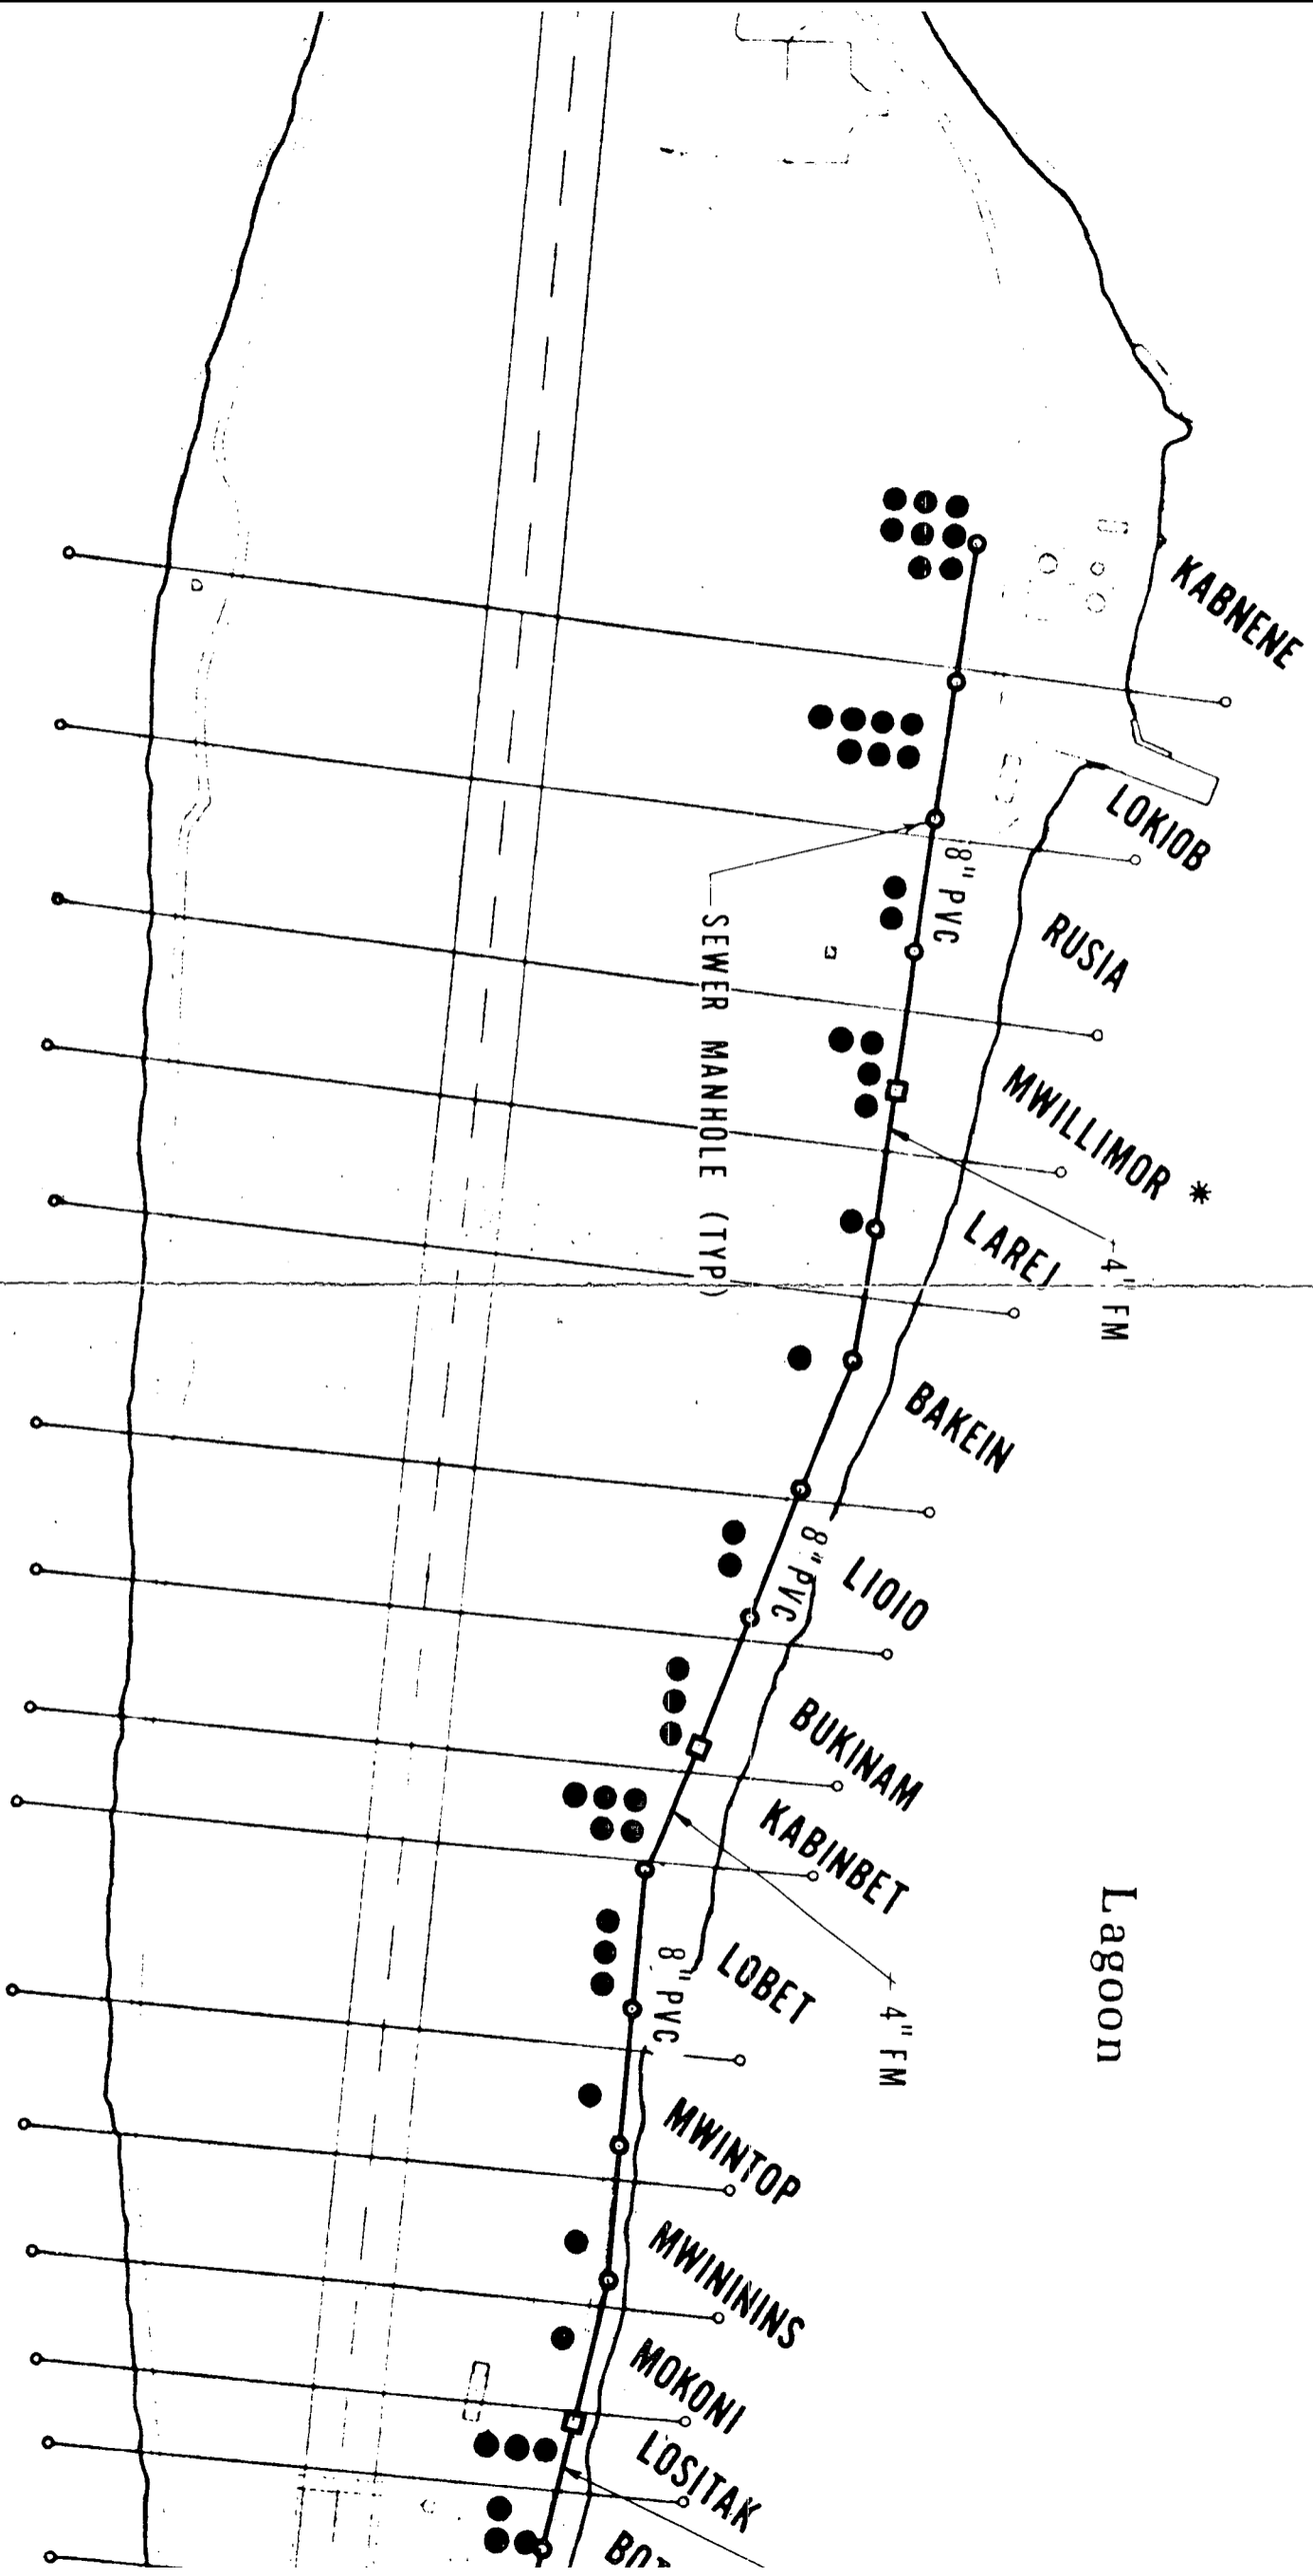 KABNENE
LOKIOB
8" PVC
RUSIA
SEWER MANHOLE (TYP)
MWILLIMOR *
LAREJ
4" FM
BAKEIN
8" PVC
LIOIO
BUKINAM
KABINBET
Lagoon
LOBET
8" PVC
4" FM
MWINTOP
MWINININS
MOKONI
LOSITAK